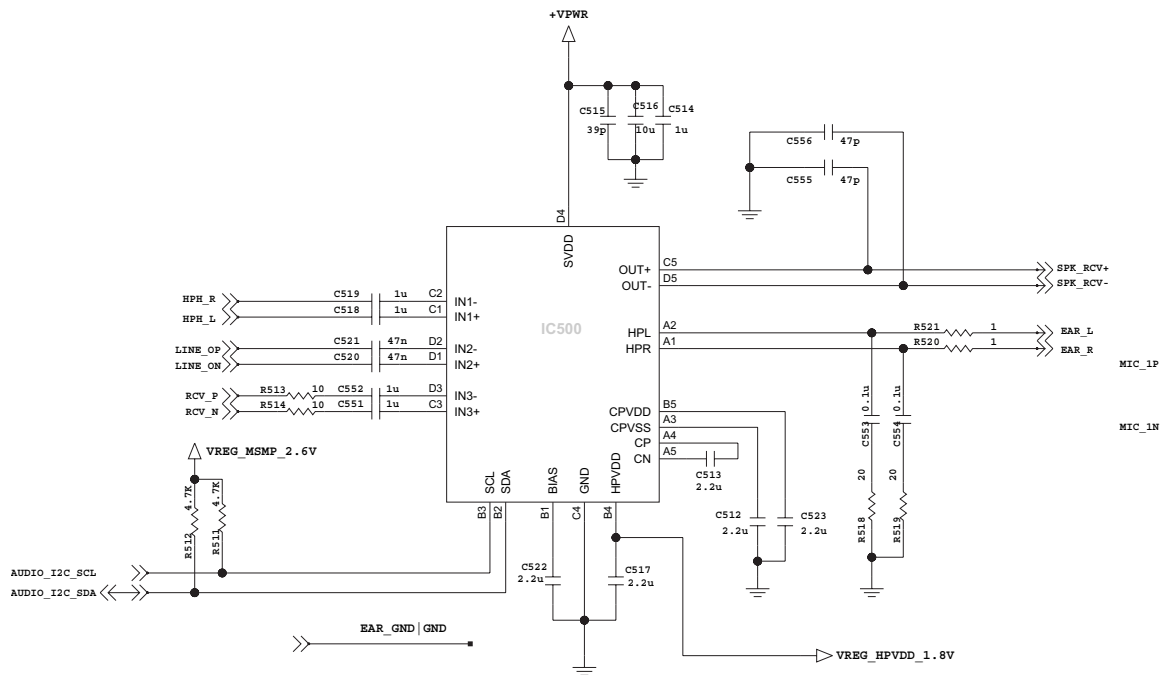 +VPWR
C515
C516
C514
39p
10u
1u
C556
47p
C555
47p
D4
SVDD
C5
OUT+
SPK_RCV+
D5
OUT-
SPK_RCV-
HPH_R
C519
1u
C2
IN1-
HPH_L
C518
1u
C1
IN1+
IC500
A2
HPL
R521
1
EAR_L
A1
HPR
R520
1
EAR_R
LINE_OP
C521
47n
D2
IN2-
LINE_ON
C520
47n
D1
IN2+
MIC_1P
RCV_P
R513
10
C552
1u
D3
IN3-
RCV_N
R514
10
C551
1u
C3
IN3+
B5
CPVDD
A3
CPVSS
A4
CP
A5
CN
C513
2.2u
C553
0.1u
C554
0.1u
MIC_1N
VREG_MSMP_2.6V
4.7K
R512
4.7K
R511
SCL
SDA
BIAS
GND
HPVDD
B3
B2
B1
C4
B4
C512
2.2u
C523
2.2u
20
R518
20
R519
AUDIO_I2C_SCL
AUDIO_I2C_SDA
C522
2.2u
C517
2.2u
EAR_GND|GND
VREG_HPVDD_1.8V